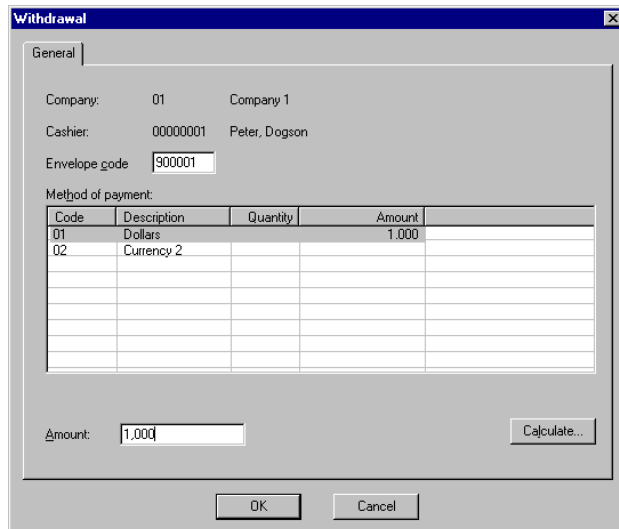 Withdrawal
General
Company: 01 Company 1
Cashier: 00000001 Peter, Dogson
Envelope code 900001
Method of payment:
Code Description Quantity Amount
01 Dollars 1.000
02 Currency 2
Amount: 1,000 Calculate...
OK Cancel